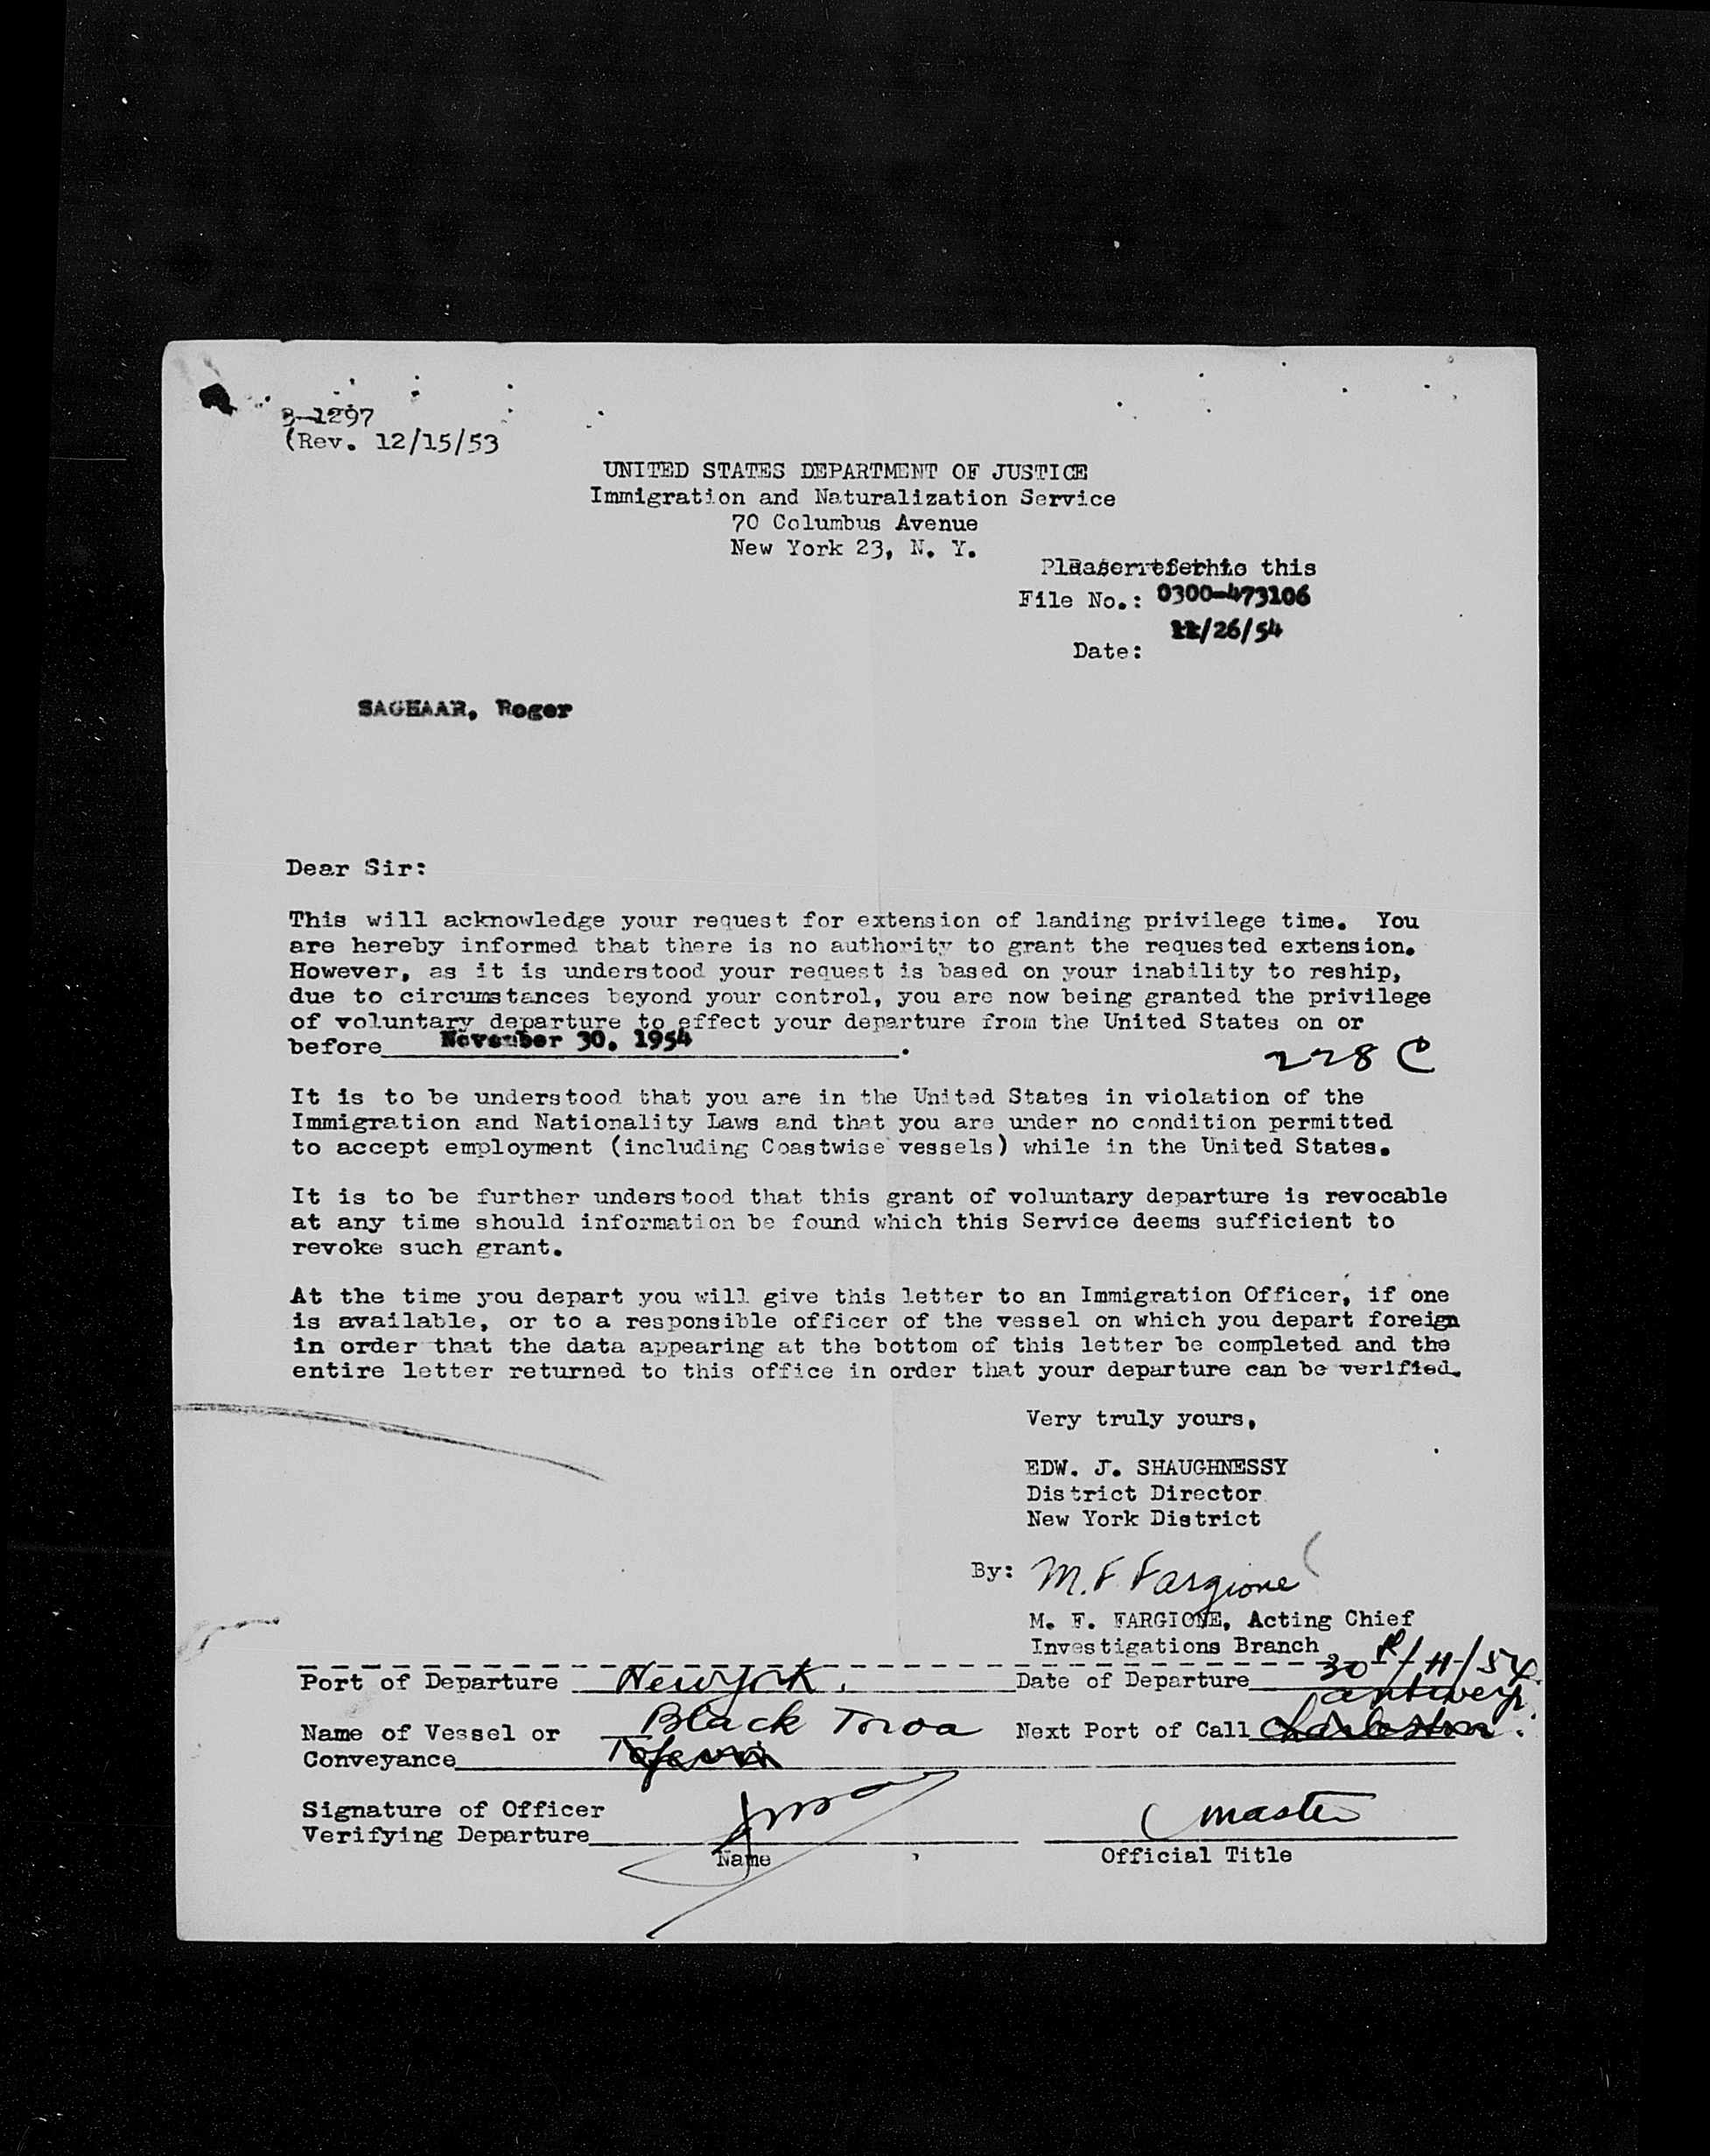 3-1297
(Rev. 12/15/53
UNITED STATES DEPARTMENT OF JUSTICE
Immigration and Naturalization Service
70 Columbus Avenue
New York 23, N. Y.
this
File No.: 0300-473106
11/26/54
Date:
SAGHAAR, Roger
Dear Sir:
This will acknowledge your request for extension of landing privilege time. You
are hereby informed that there is no authority to grant the requested extension.
However, as it is understood your request is based on your inability to reship,
due to circumstances beyond your control, you are now being granted the privilege
of voluntary departure to effect your departure from the United States on or
before November 30, 1954.
228 C
It is to be understood that you are in the United States in violation of the
Immigration and Nationality Laws and that you are under no condition permitted
to accept employment (including Coastwise vessels) while in the United States.
It is to be further understood that this grant of voluntary departure is revocable
at any time should information be found which this Service deems sufficient to
revoke such grant.
At the time you depart you will give this letter to an Immigration Officer, if one
is available, or to a responsible officer of the vessel on which you depart foreign
in order that the data appearing at the bottom of this letter be completed and the
entire letter returned to this office in order that your departure can be verified.
Very truly yours,
EDW. J. SHAUGHNESSY
District Director
New York District
By: M. F. Fargione
M. F. FARGIONE, Acting Chief
Investigations Branch
Port of Departure New York. Date of Departure 30/11/54
antwerp.
Name of Vessel or Black Next Port of Call Charleston.
Conveyance
Signature of Officer
Verifying Departure master
Name Official Title